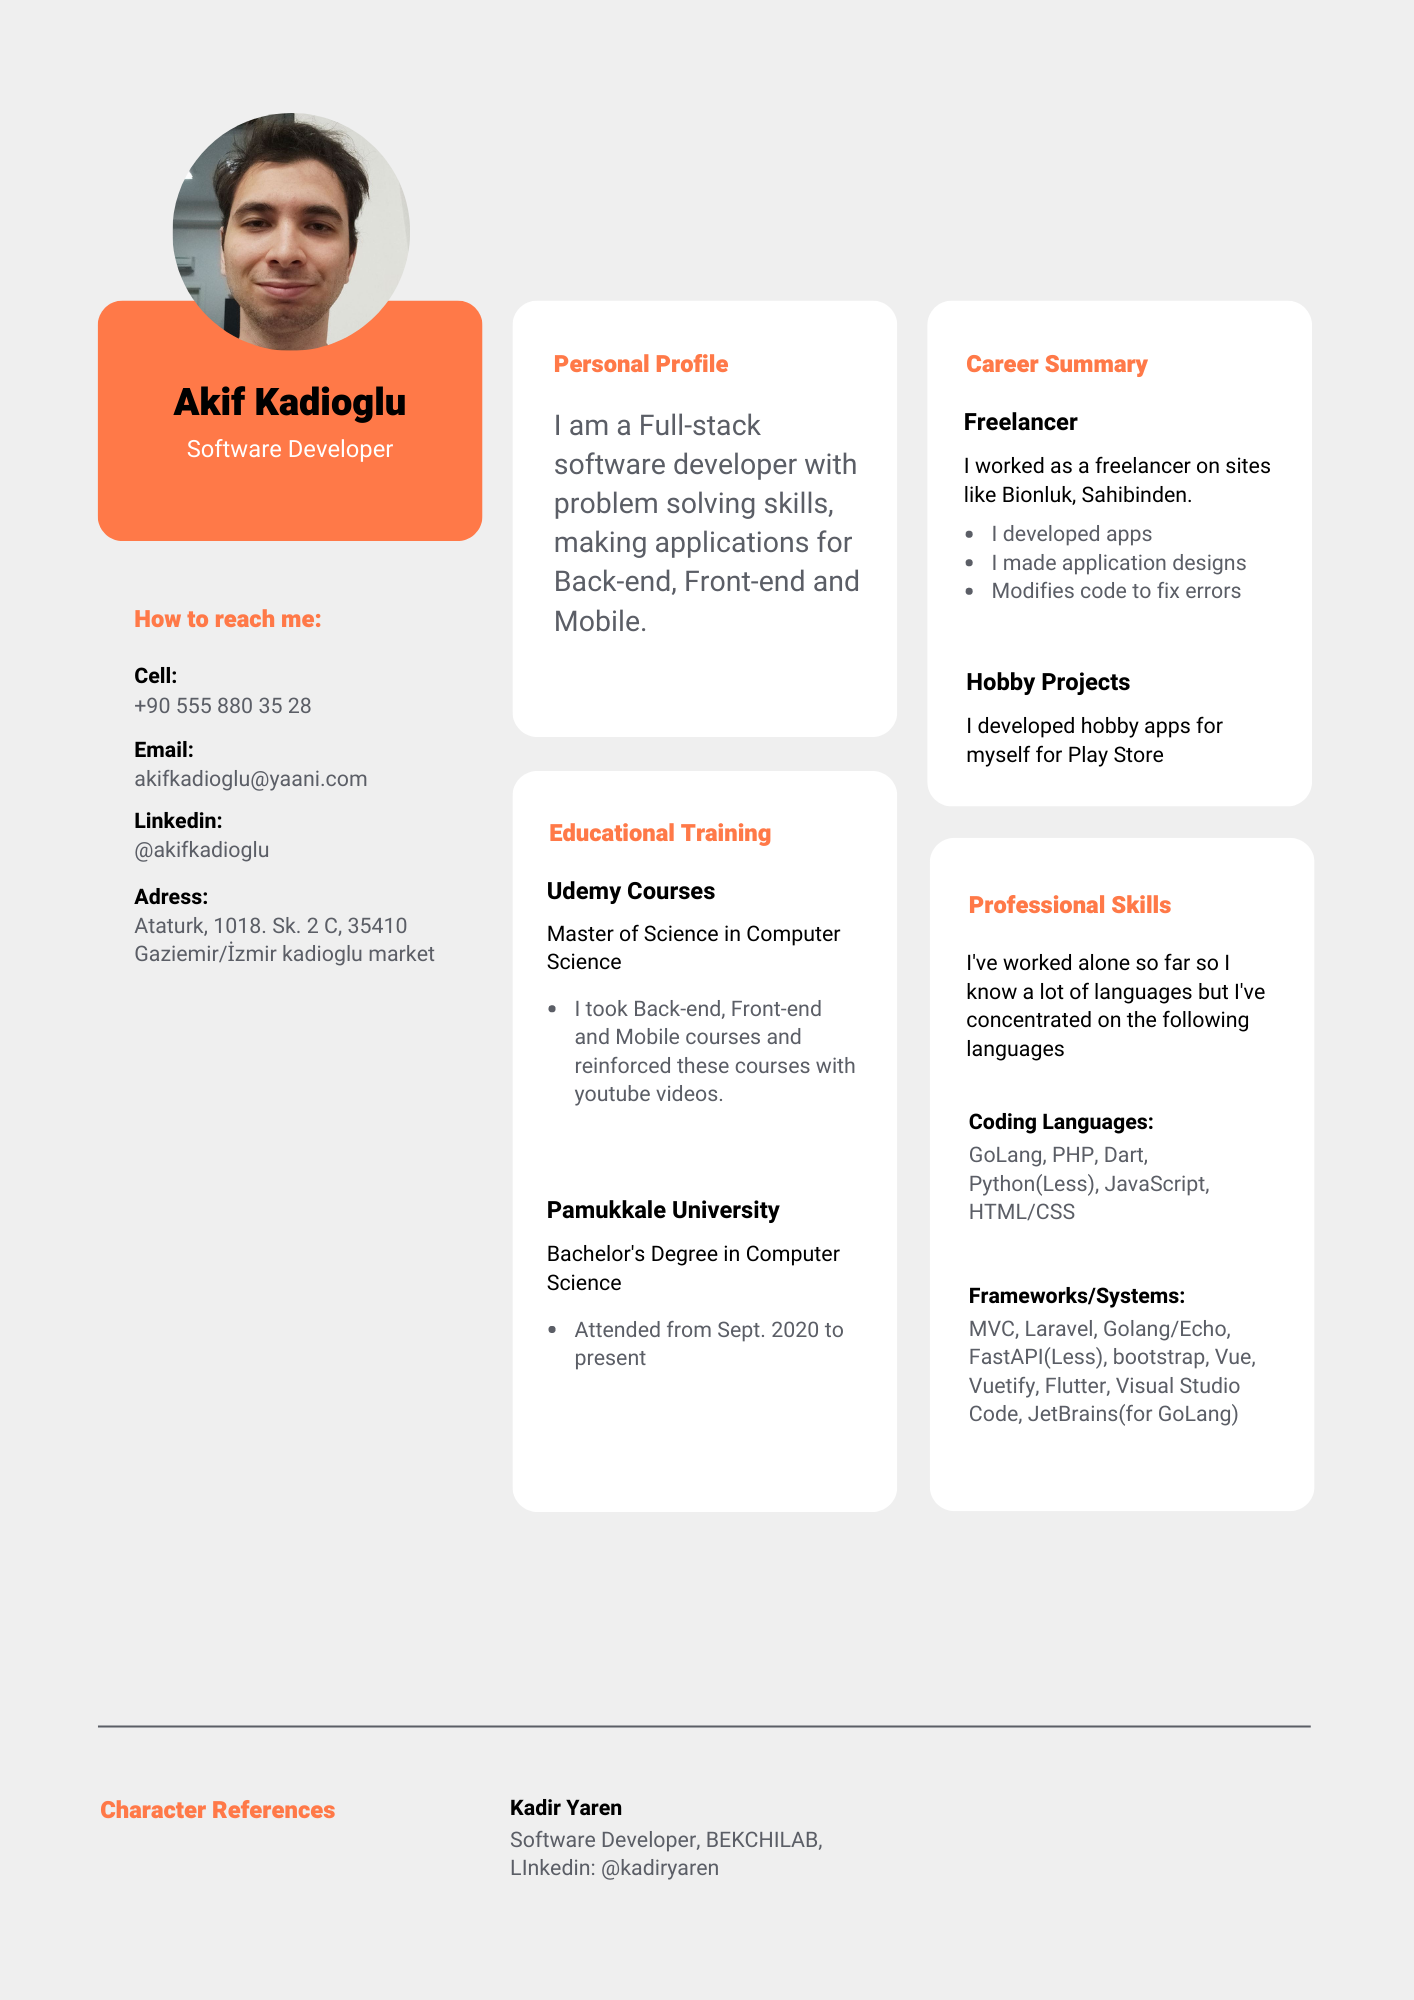 Akif Kadioglu
Software Developer
How to reach me:
Cell:
+90 555 880 35 28
Email:
akifkadioglu@yaani.com
Linkedin:
@akifkadioglu
Adress:
Ataturk, 1018. Sk. 2 C, 35410
Gaziemir/İzmir kadioglu market
Personal Profile
I am a Full-stack
software developer with
problem solving skills,
making applications for
Back-end, Front-end and
Mobile.
Educational Training
Udemy Courses
Master of Science in Computer
Science
• I took Back-end, Front-end
and Mobile courses and
reinforced these courses with
youtube videos.
Pamukkale University
Bachelor's Degree in Computer
Science
• Attended from Sept. 2020 to
present
Career Summary
Freelancer
I worked as a freelancer on sites
like Bionluk, Sahibinden.
• I developed apps
• I made application designs
• Modifies code to fix errors
Hobby Projects
I developed hobby apps for
myself for Play Store
Professional Skills
I've worked alone so far so I
know a lot of languages but I've
concentrated on the following
languages
Coding Languages:
GoLang, PHP, Dart,
Python(Less), JavaScript,
HTML/CSS
Frameworks/Systems:
MVC, Laravel, Golang/Echo,
FastAPI(Less), bootstrap, Vue,
Vuetify, Flutter, Visual Studio
Code, JetBrains(for GoLang)
Character References
Kadir Yaren
Software Developer, BEKCHILAB,
LInkedin: @kadiryaren